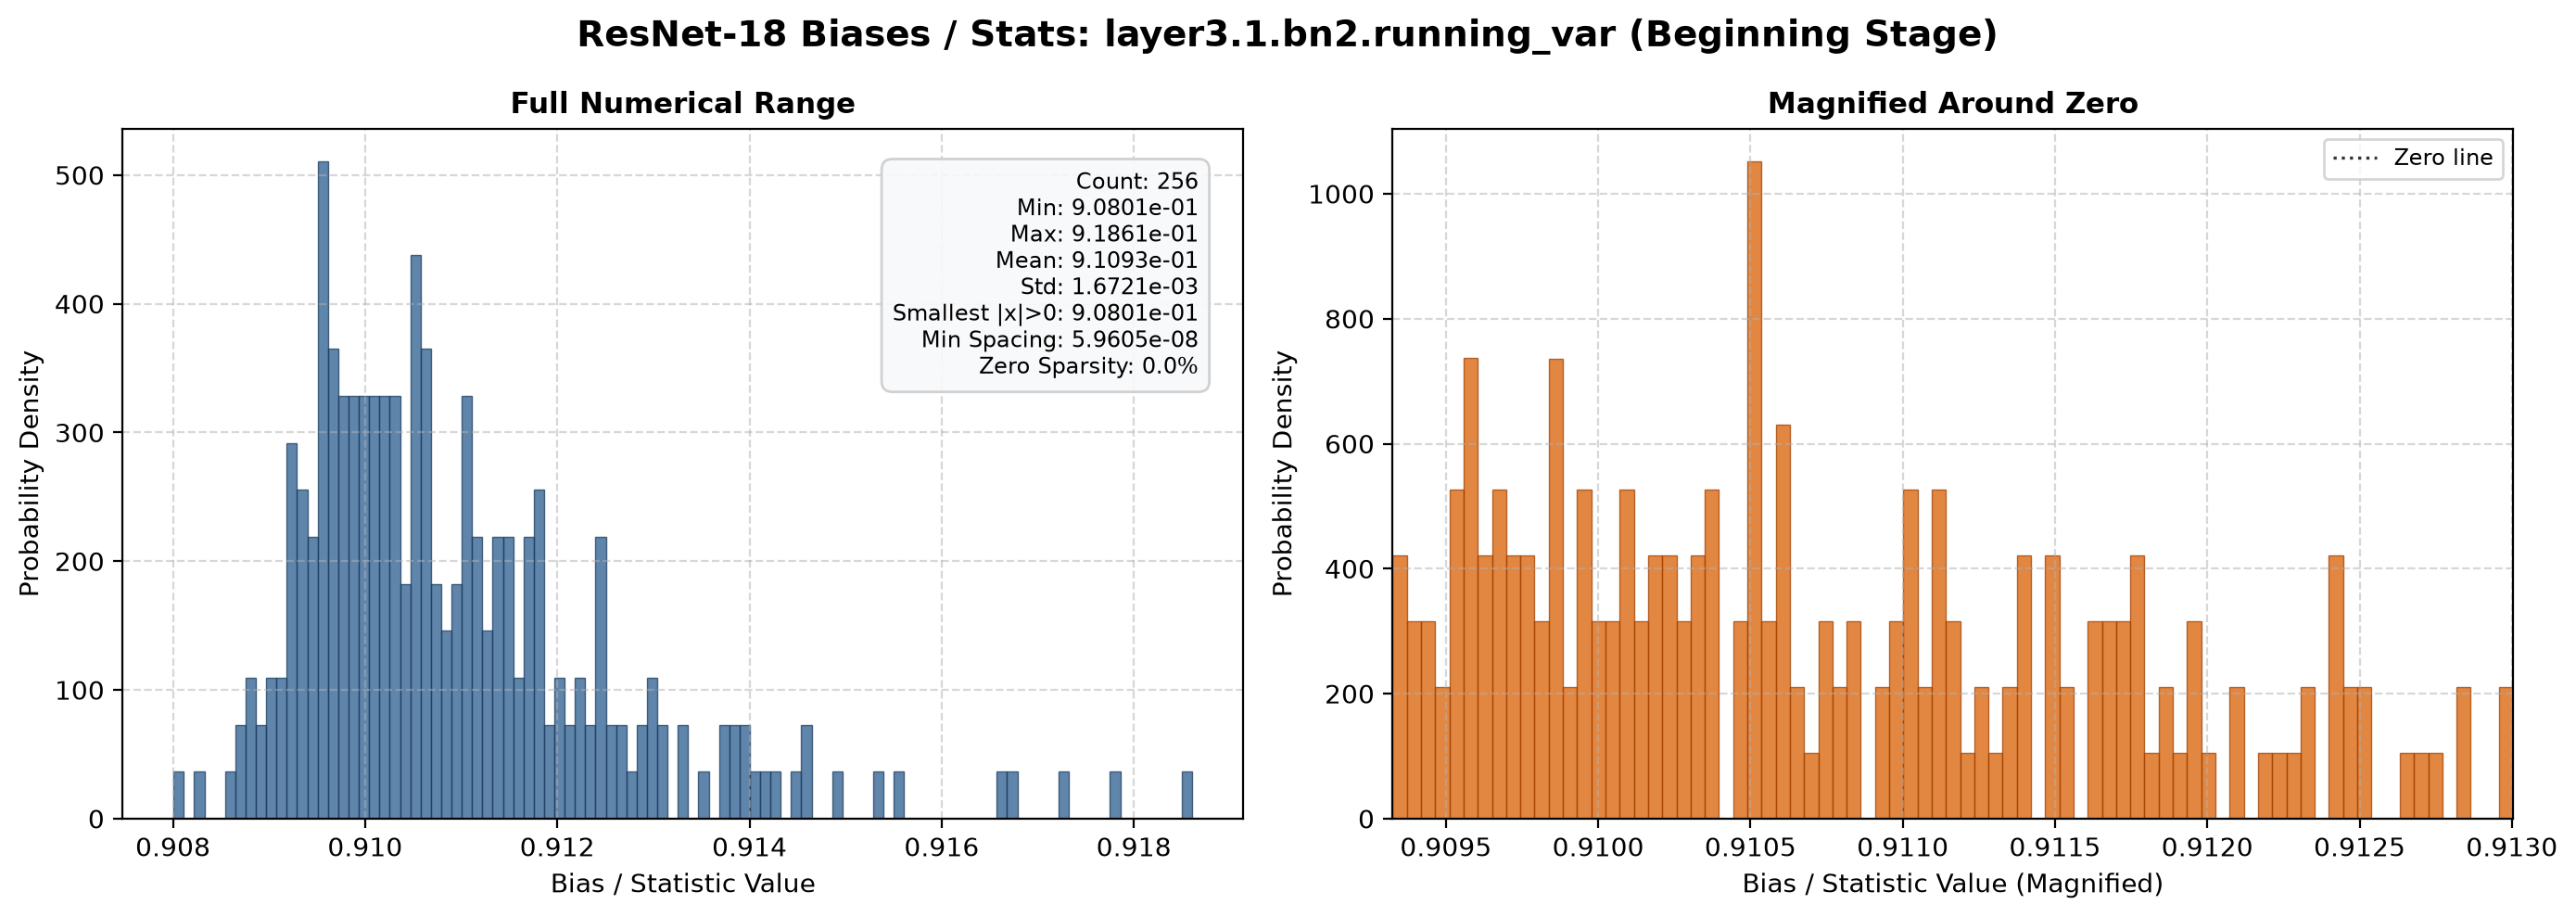 ResNet-18 Biases / Stats: layer3.1.bn2.running_var (Beginning Stage)
Full Numerical Range
Probability Density
500
400
300
200
100
0
Count: 256
Min: 9.0801e-01
Max: 9.1861e-01
Mean: 9.1093e-01
Std: 1.6721e-03
Smallest |x|>0: 9.0801e-01
Min Spacing: 5.9605e-08
Zero Sparsity: 0.0%
0.908 0.910 0.912 0.914 0.916 0.918
Bias / Statistic Value
Magnified Around Zero
Probability Density
1000
800
600
400
200
0
Zero line
0.9095 0.9100 0.9105 0.9110 0.9115 0.9120 0.9125 0.9130
Bias / Statistic Value (Magnified)